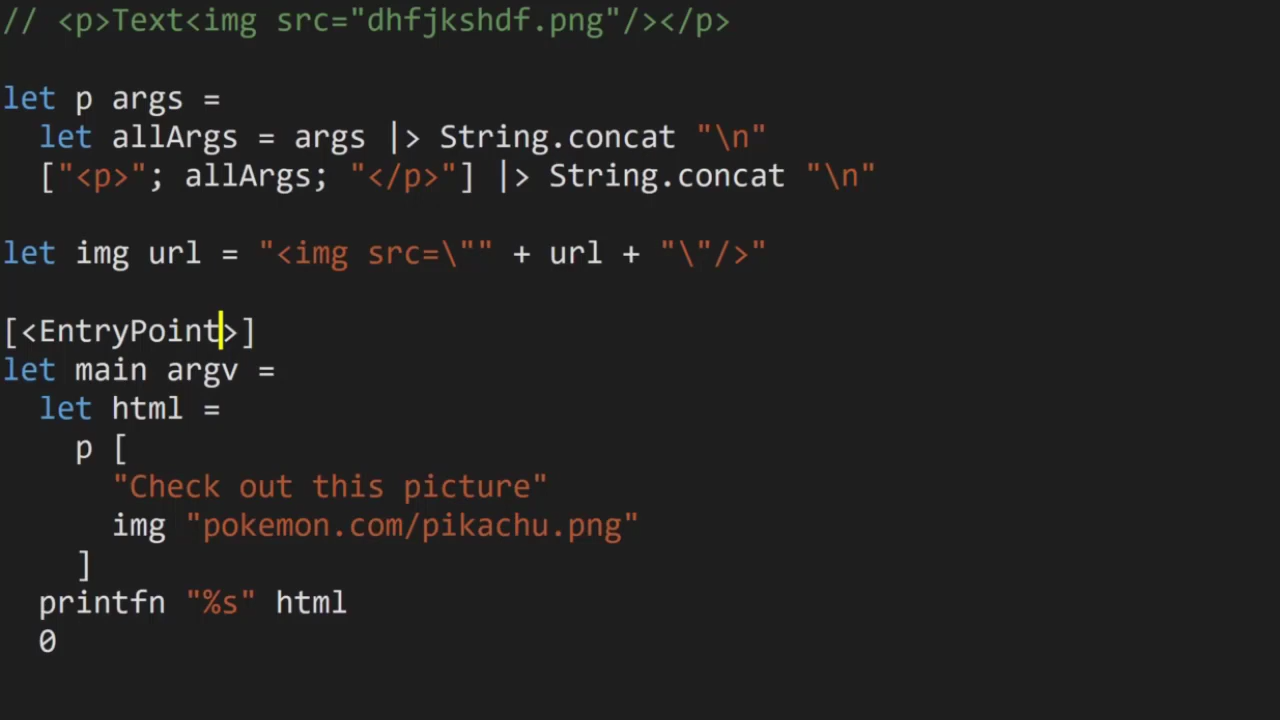 // <p>Text<img src="dhfjkshdf.png"/></p>
let p args =
  let allArgs = args |> String.concat "\n"
  ["<p>"; allArgs; "</p>"] |> String.concat "\n"
let img url = "<img src=\"" + url + "\"/>"
[<EntryPoint>]
let main argv =
  let html =
    p [
      "Check out this picture"
      img "pokemon.com/pikachu.png"
    ]
  printfn "%s" html
  0